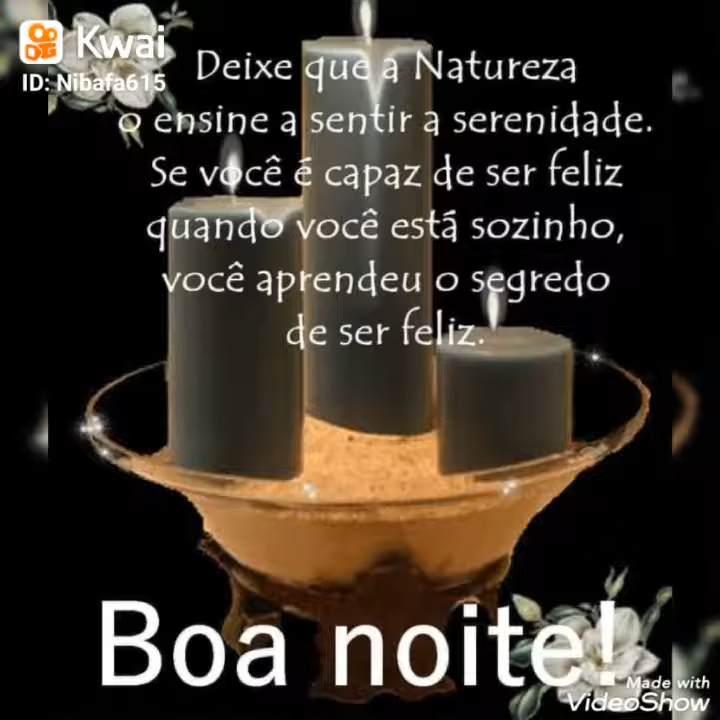 Kwai
ID: Nibafa615
Deixe que a Natureza
o ensine a sentir a serenidade.
Se você é capaz de ser feliz
quando você está sozinho,
você aprendeu o segredo
de ser feliz.
Boa noite!
Made with
VideoShow